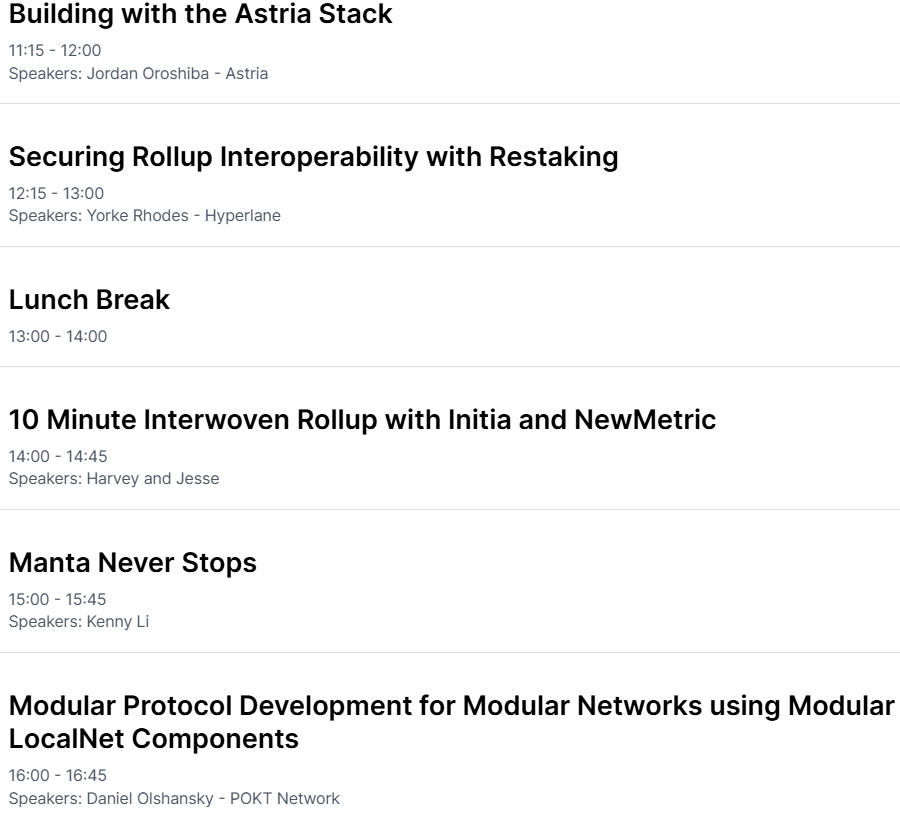 Building with the Astria Stack
11:15 - 12:00
Speakers: Jordan Oroshiba - Astria
Securing Rollup Interoperability with Restaking
12:15 - 13:00
Speakers: Yorke Rhodes - Hyperlane
Lunch Break
13:00 - 14:00
10 Minute Interwoven Rollup with Initia and NewMetric
14:00 - 14:45
Speakers: Harvey and Jesse
Manta Never Stops
15:00 - 15:45
Speakers: Kenny Li
Modular Protocol Development for Modular Networks using Modular
LocalNet Components
16:00 - 16:45
Speakers: Daniel Olshansky - POKT Network